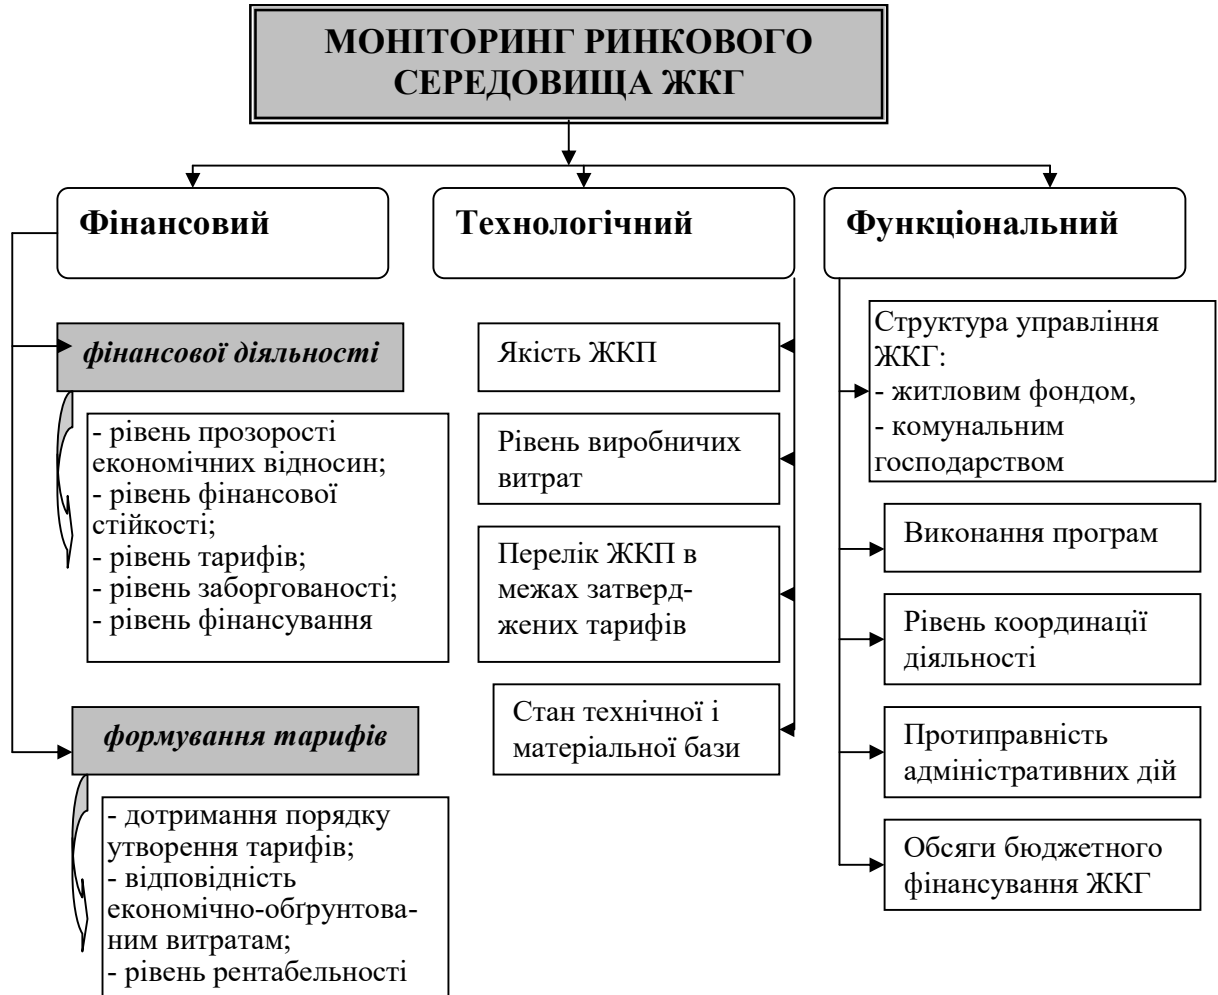 МОНІТОРИНГ РИНКОВОГО
СЕРЕДОВИЩА ЖКГ
Фінансовий
Технологічний
Функціональний
фінансової діяльності
- рівень прозорості
економічних відносин;
- рівень фінансової
стійкості;
- рівень тарифів;
- рівень заборгованості;
- рівень фінансування
формування тарифів
- дотримання порядку
утворення тарифів;
- відповідність
економічно-обґрунтова-
ним витратам;
- рівень рентабельності
Якість ЖКП
Рівень виробничих
витрат
Перелік ЖКП в
межах затверд-
жених тарифів
Стан технічної і
матеріальної бази
Структура управління
ЖКГ:
- житловим фондом,
- комунальним
господарством
Виконання програм
Рівень координації
діяльності
Протиправність
адміністративних дій
Обсяги бюджетного
фінансування ЖКГ